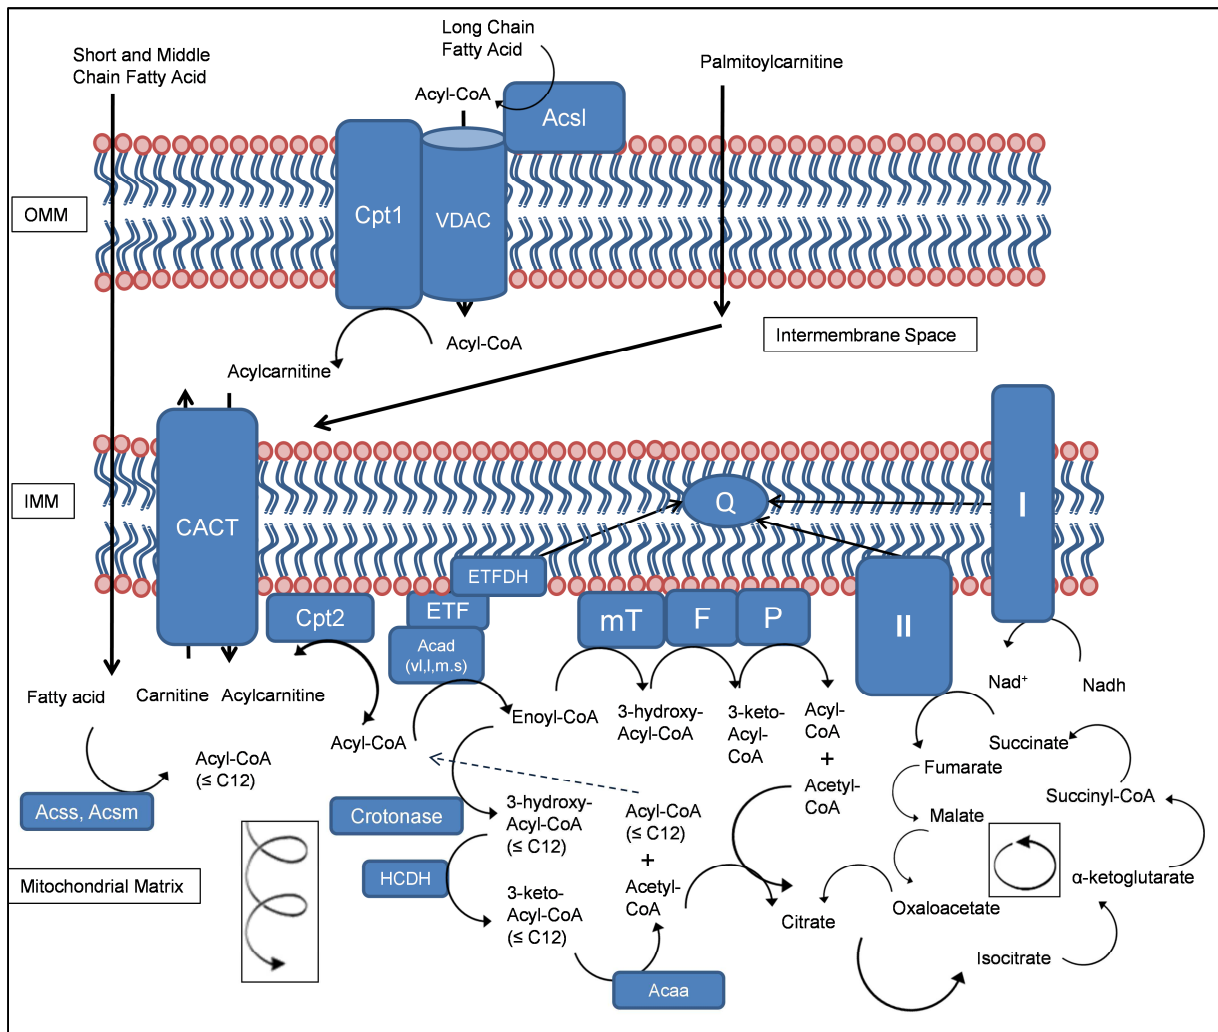 Short and Middle
Chain Fatty Acid
Long Chain
Fatty Acid
Palmitoylcarnitine
Acyl-CoA
Acsl
OMM
Cpt1
VDAC
Acyl-CoA
Intermembrane Space
Acylcarnitine
IMM
CACT
Q
I
ETFDH
ETF
Cpt2
mT
F
P
II
Acad
(vl,l,m.s)
Fatty acid
Carnitine
Acylcarnitine
Nad⁺
Nadh
Enoyl-CoA
3-hydroxy-
Acyl-CoA
3-keto-
Acyl-
CoA
Acyl-
CoA
+
Acetyl-
CoA
Acyl-CoA
Acyl-CoA
(≤ C12)
Succinate
Fumarate
Succinyl-CoA
Malate
Acss, Acsm
Crotonase
3-hydroxy-
Acyl-CoA
(≤ C12)
Acyl-CoA
(≤ C12)
+
Acetyl-
CoA
HCDH
Mitochondrial Matrix
3-keto-
Acyl-CoA
(≤ C12)
α-ketoglutarate
Citrate
Oxaloacetate
Isocitrate
Acaa